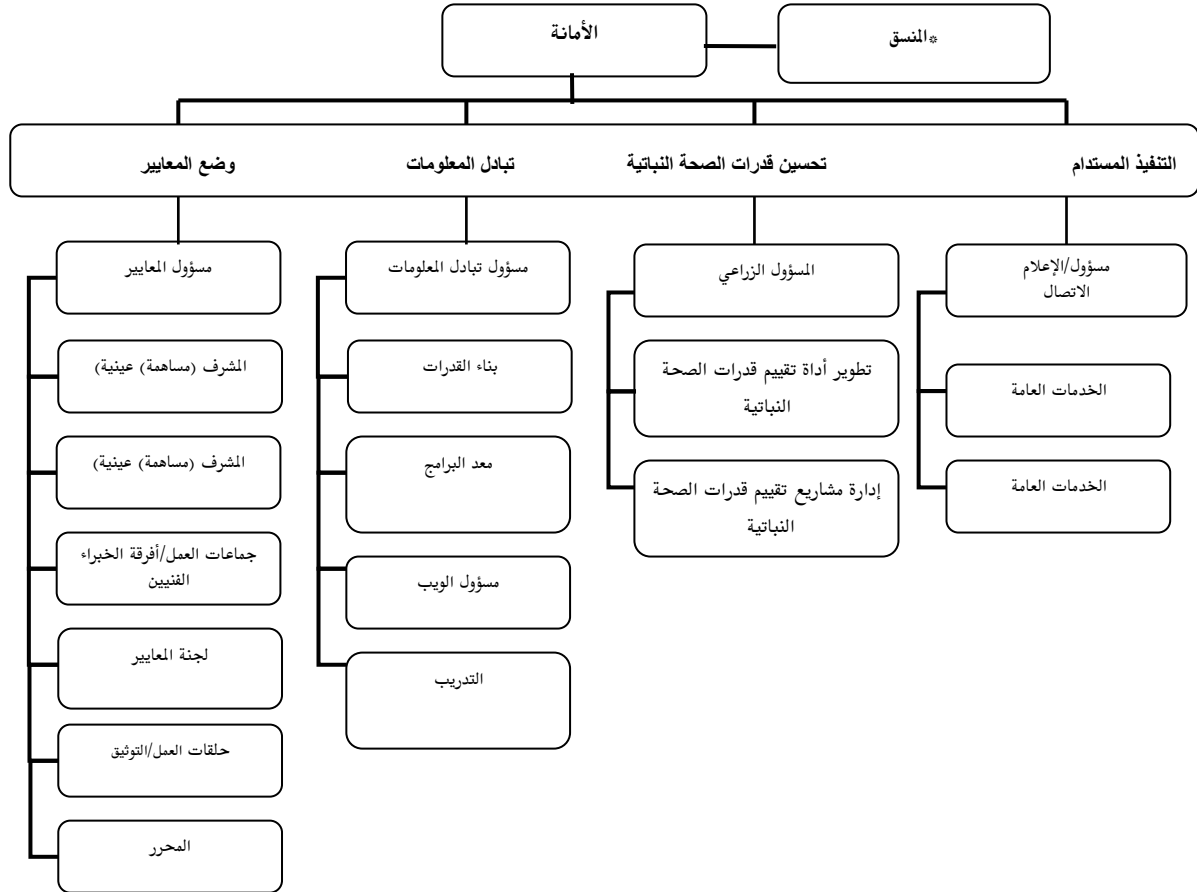 الأمانة
*المنسق
وضع المعايير
تبادل المعلومات
تحسين قدرات الصحة النباتية
التنفيذ المستدام
مسؤول المعايير
المشرف (مساهمة) عينية)
المشرف (مساهمة) عينية)
جماعات العمل/أفرقة الخبراء
الفنيين
لجنة المعايير
حلقات العمل/التوثيق
المحرر
مسؤول تبادل المعلومات
بناء القدرات
معد البرامج
مسؤول الويب
التدريب
المسؤول الزراعي
تطوير أداة تقييم قدرات الصحة
النباتية
إدارة مشاريع تقييم قدرات الصحة
النباتية
مسؤول/الإعلام
الاتصال
الخدمات العامة
الخدمات العامة